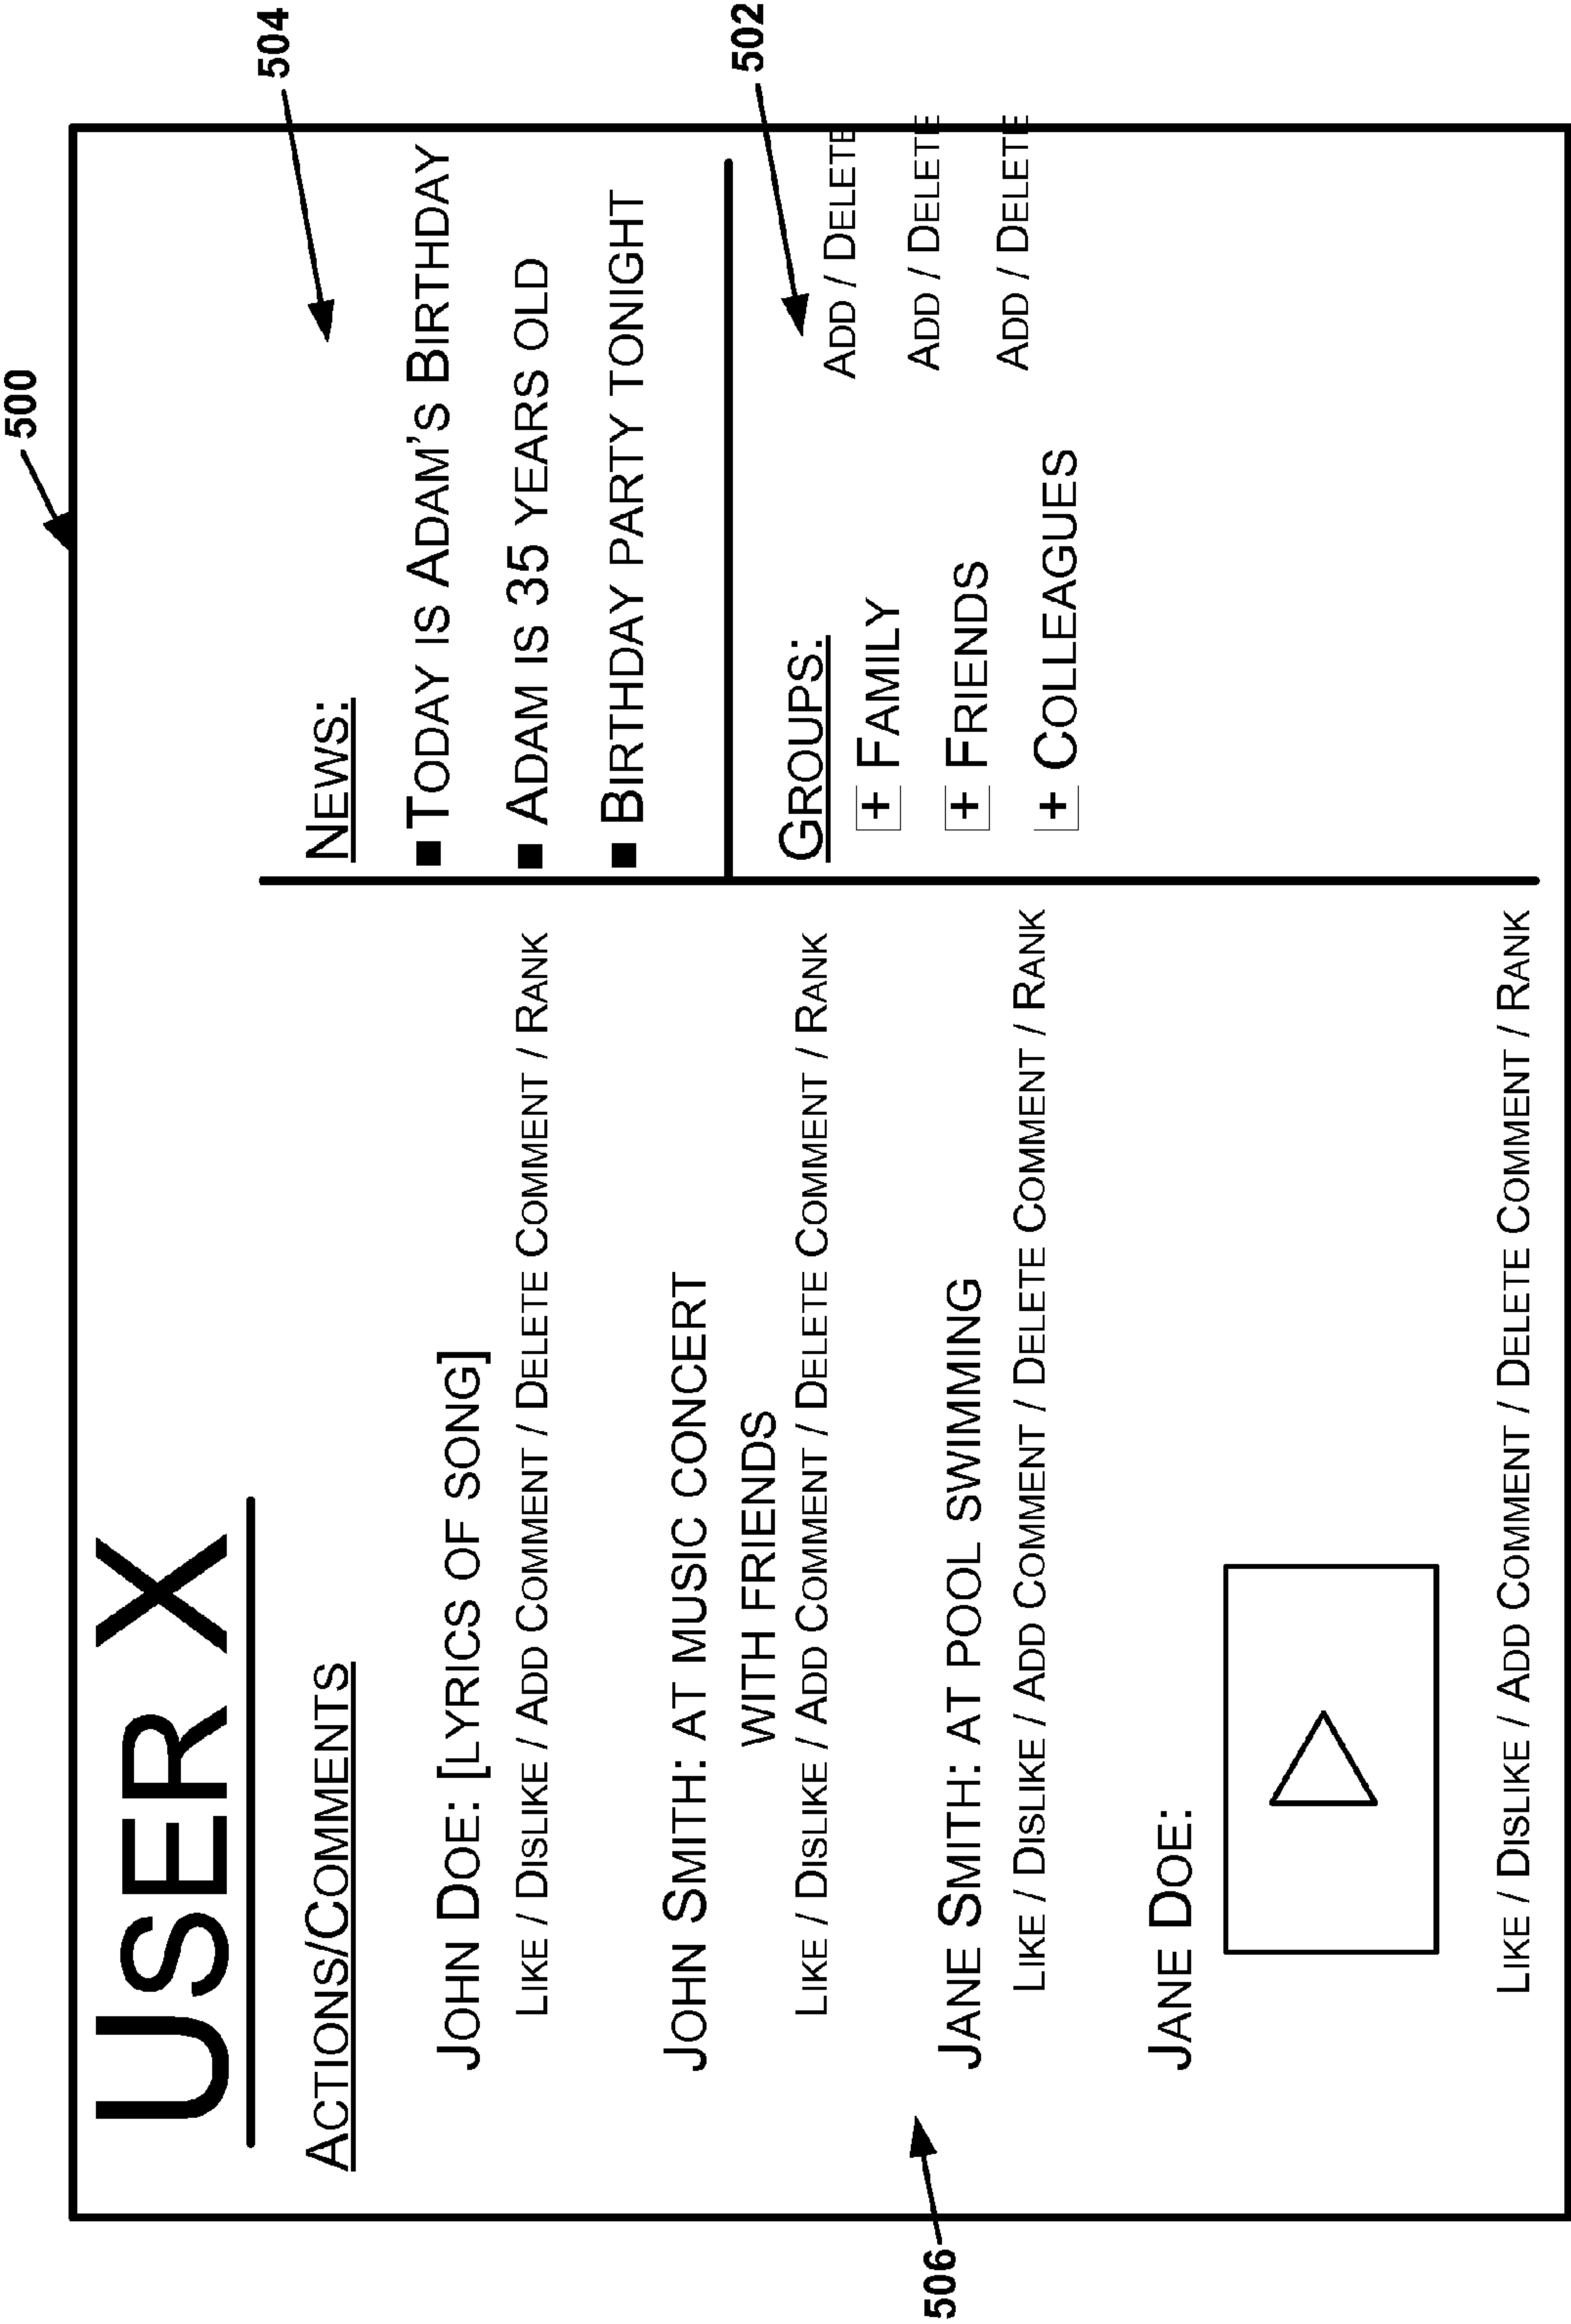 500
USER X
504
ACTIONS/COMMENTS
JOHN DOE: [LYRICS OF SONG]
LIKE / DISLIKE / ADD COMMENT / DELETE COMMENT / RANK
JOHN SMITH: AT MUSIC CONCERT
WITH FRIENDS
LIKE / DISLIKE / ADD COMMENT / DELETE COMMENT / RANK
JANE SMITH: AT POOL SWIMMING
LIKE / DISLIKE / ADD COMMENT / DELETE COMMENT / RANK
JANE DOE:
LIKE / DISLIKE / ADD COMMENT / DELETE COMMENT / RANK
506
NEWS:
■ TODAY IS ADAM'S BIRTHDAY
■ ADAM IS 35 YEARS OLD
■ BIRTHDAY PARTY TONIGHT
502
GROUPS:
+ FAMILY ADD / DELETE
+ FRIENDS ADD / DELETE
+ COLLEAGUES ADD / DELETE